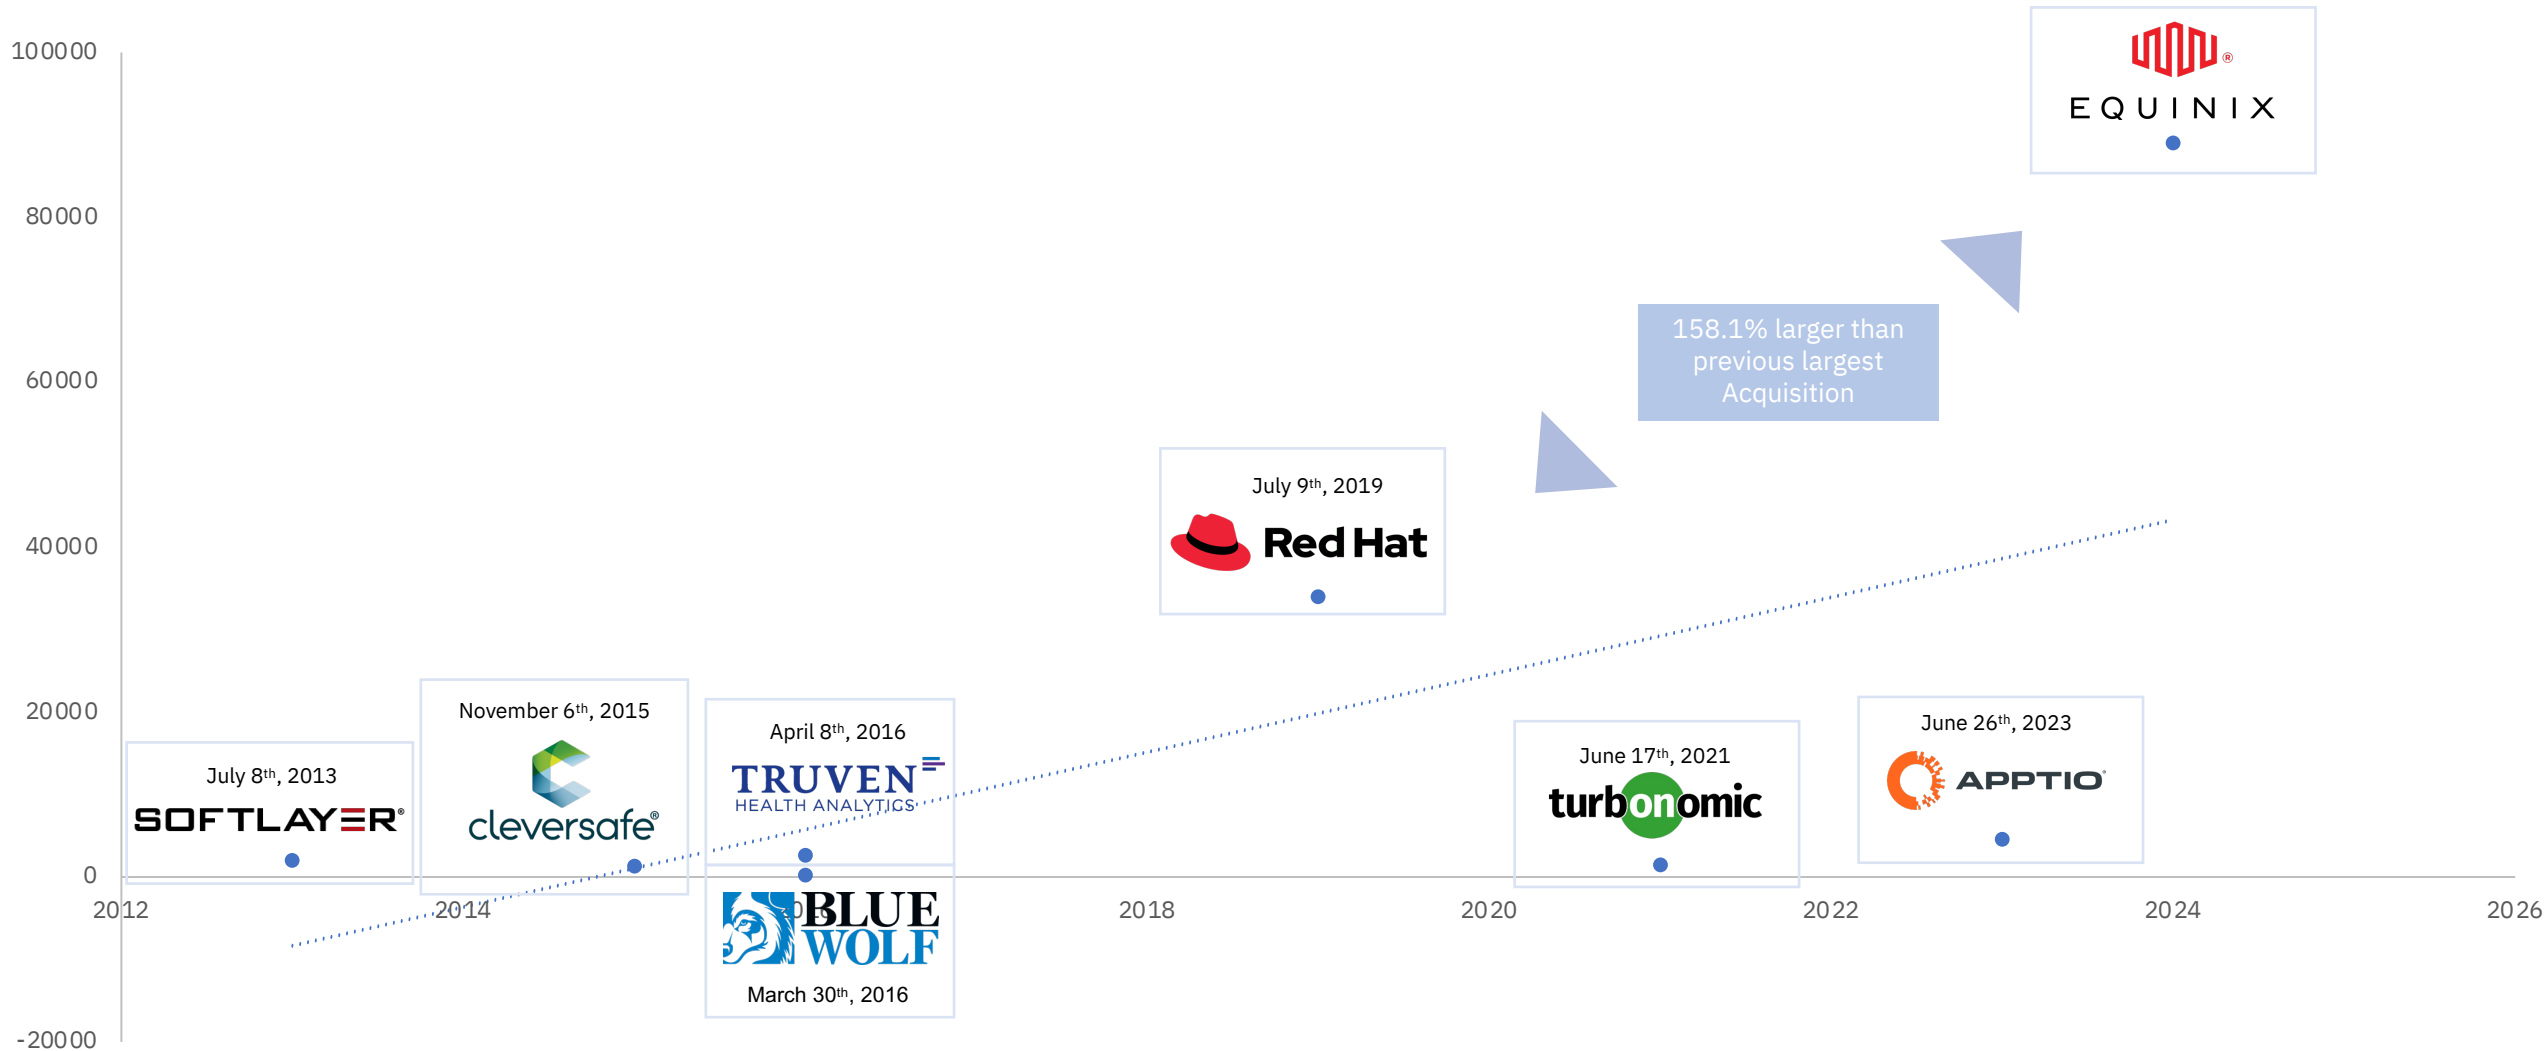 100000
80000
60000
40000
20000
0
-20000
EQUINIX®
158.1% larger than
previous largest
Acquisition
July 9th, 2019
Red Hat
July 8th, 2013
SOFTLAYER®
November 6th, 2015
cleversafe®
April 8th, 2016
TRUVEN
HEALTH ANALYTICS
June 17th, 2021
turbonomic
June 26th, 2023
APPTIO
BLUE
WOLF
March 30th, 2016
2012
2014
2016
2018
2020
2022
2024
2026